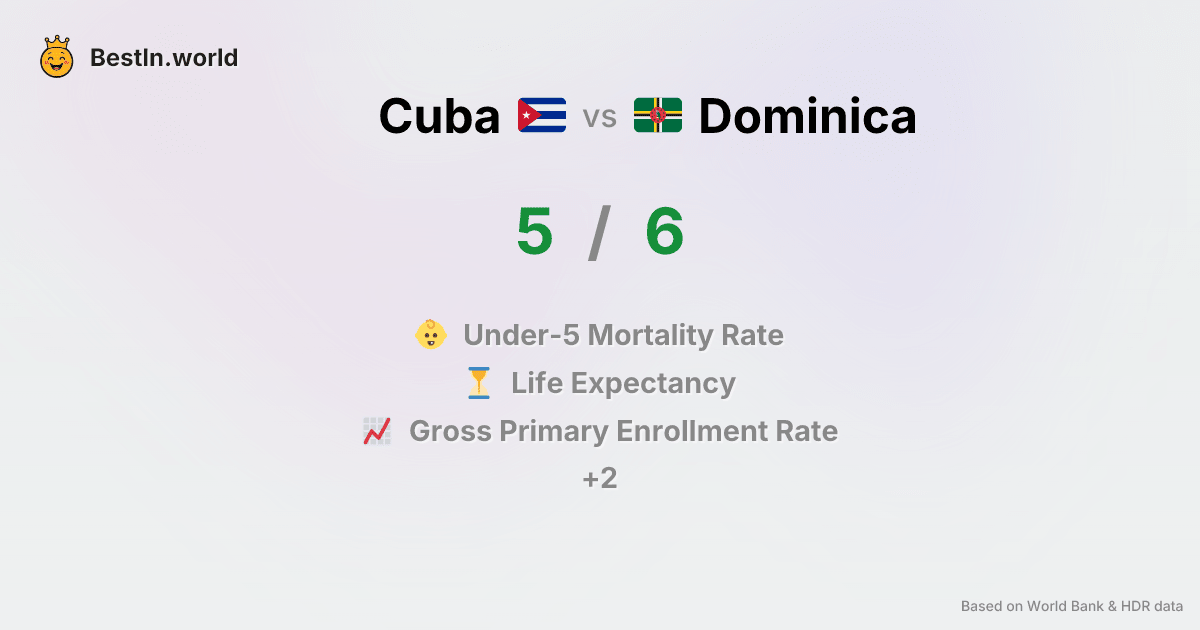 BestIn.world
Cuba vs Dominica
5 / 6
Under-5 Mortality Rate
Life Expectancy
Gross Primary Enrollment Rate
+2
Based on World Bank & HDR data